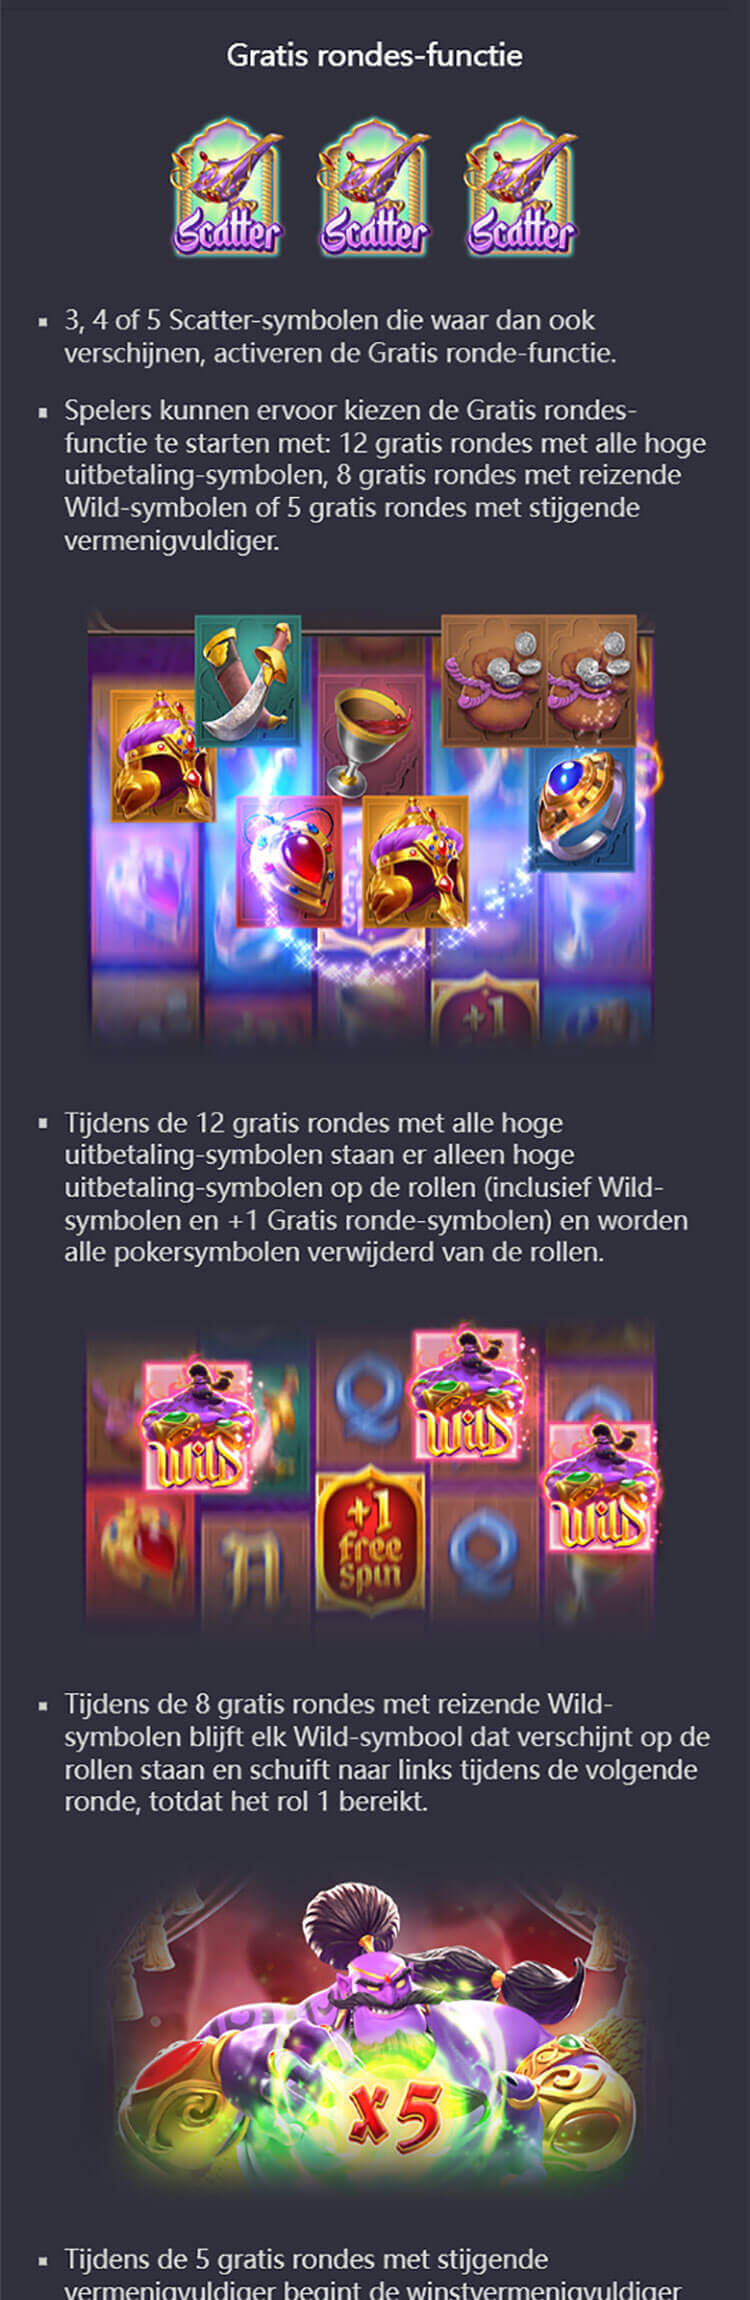 Gratis rondes-functie
Scatter Scatter Scatter
3, 4 of 5 Scatter-symbolen die waar dan ook
verschijnen, activeren de Gratis ronde-functie.
Spelers kunnen ervoor kiezen de Gratis rondes-
functie te starten met: 12 gratis rondes met alle hoge
uitbetaling-symbolen, 8 gratis rondes met reizende
Wild-symbolen of 5 gratis rondes met stijgende
vermenigvuldiger.
+1
Tijdens de 12 gratis rondes met alle hoge
uitbetaling-symbolen staan er alleen hoge
uitbetaling-symbolen op de rollen (inclusief Wild-
symbolen en +1 Gratis ronde-symbolen) en worden
alle pokersymbolen verwijderd van de rollen.
Q
Wild
Wild
Wild
+1
free
spin
A
Q
Tijdens de 8 gratis rondes met reizende Wild-
symbolen blijft elk Wild-symbool dat verschijnt op de
rollen staan en schuift naar links tijdens de volgende
ronde, totdat het rol 1 bereikt.
x5
Tijdens de 5 gratis rondes met stijgende
vermenigvuldiger begint de winstvermenigvuldiger